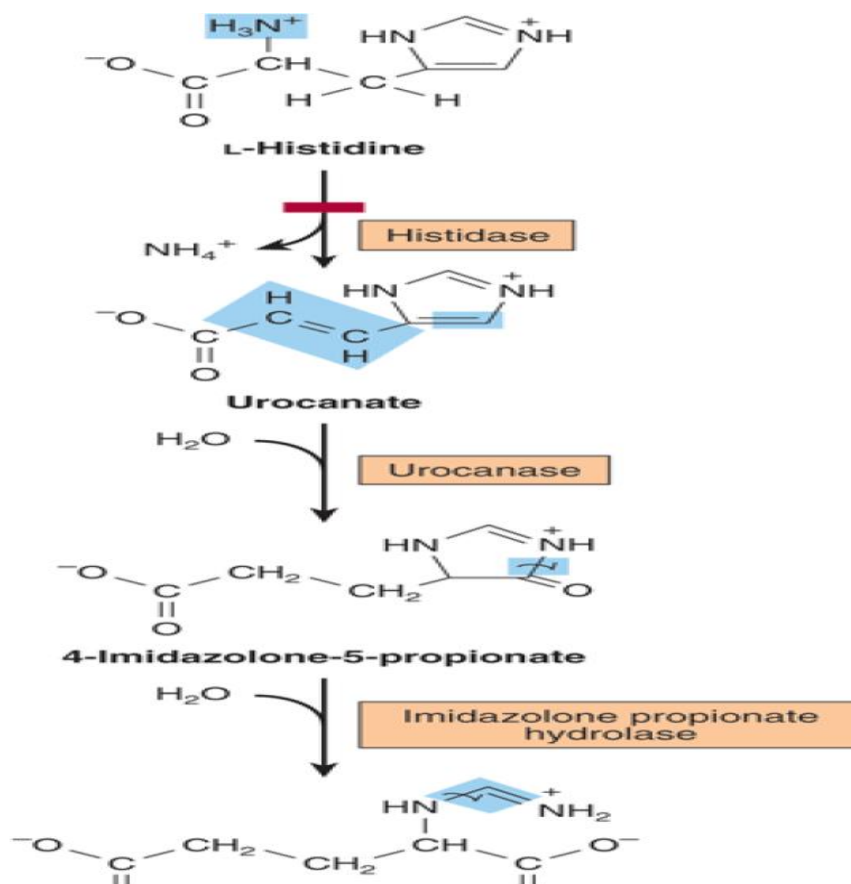 H₃N⁺
HN
⁺NH
⁻O
C
CH
C
O
H
H
L-Histidine
NH₄⁺
Histidase
HN
⁺NH
H
⁻O
C
C
C
O
H
Urocanate
H₂O
Urocanase
HN
⁺NH
⁻O
C
CH₂
CH₂
O
O
4-Imidazolone-5-propionate
H₂O
Imidazolone propionate
hydrolase
HN
⁺NH₂
⁻O
C
CH₂
CH₂
CH
C
O⁻